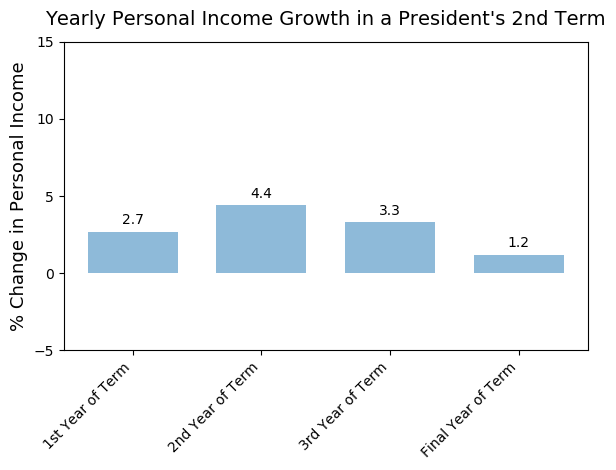 Yearly Personal Income Growth in a President's 2nd Term
% Change in Personal Income
15
10
5
0
−5
2.7
4.4
3.3
1.2
1st Year of Term
2nd Year of Term
3rd Year of Term
Final Year of Term